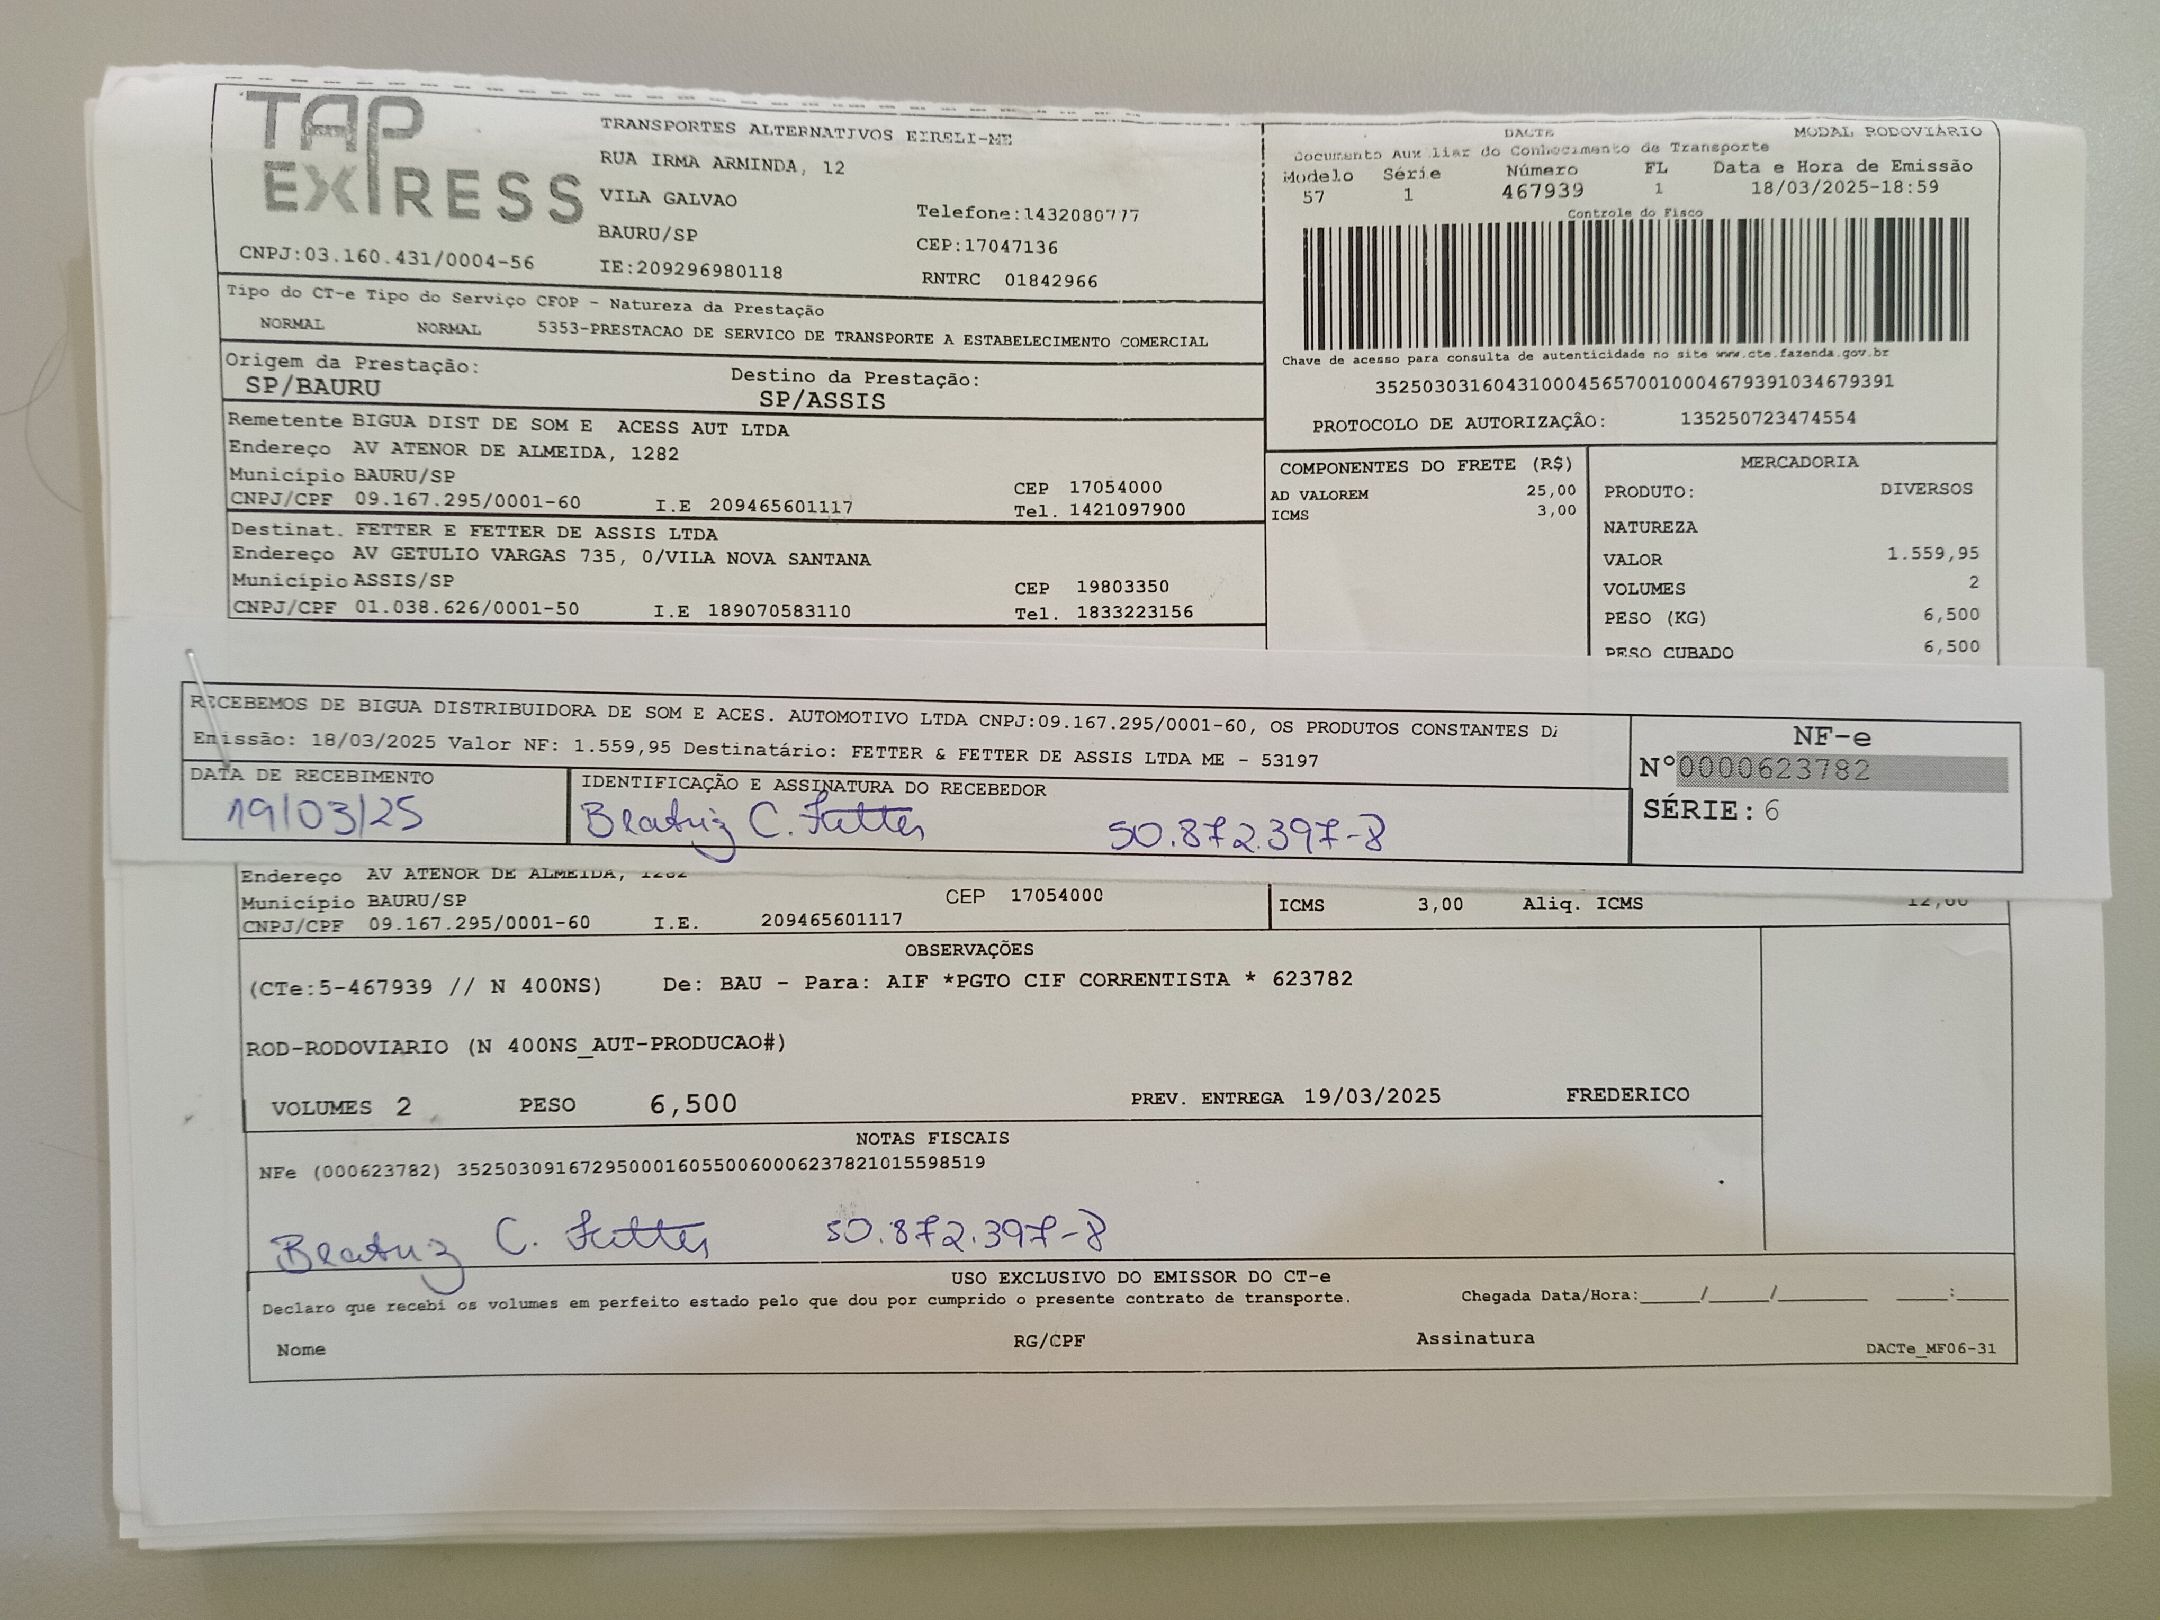 TAP
EXPRESS
TRANSPORTES ALTERNATIVOS EIRELI-ME
RUA IRMA ARMINDA, 12
VILA GALVAO
Telefone:1432080777
BAURU/SP
CEP:17047136
CNPJ:03.160.431/0004-56
IE:209296980118
RNTRC 01842966
DACTE
MODAL RODOVIÁRIO
Documento Auxiliar do Conhecimento de Transporte
Modelo Série Número FL Data e Hora de Emissão
57 1 467939 1 18/03/2025-18:59
Controle do Fisco
Chave de acesso para consulta de autenticidade no site www.cte.fazenda.gov.br
35250303160431000456570010004679391034679391
PROTOCOLO DE AUTORIZAÇÂO: 135250723474554
Tipo do CT-e Tipo do Serviço CFOP - Natureza da Prestação
NORMAL NORMAL 5353-PRESTACAO DE SERVICO DE TRANSPORTE A ESTABELECIMENTO COMERCIAL
Origem da Prestação: Destino da Prestação:
SP/BAURU SP/ASSIS
Remetente BIGUA DIST DE SOM E ACESS AUT LTDA
Endereço AV ATENOR DE ALMEIDA, 1282
Município BAURU/SP CEP 17054000
CNPJ/CPF 09.167.295/0001-60 I.E 209465601117 Tel. 1421097900
Destinat. FETTER E FETTER DE ASSIS LTDA
Endereço AV GETULIO VARGAS 735, 0/VILA NOVA SANTANA
Município ASSIS/SP CEP 19803350
CNPJ/CPF 01.038.626/0001-50 I.E 189070583110 Tel. 1833223156
COMPONENTES DO FRETE (R$)
AD VALOREM 25,00
ICMS 3,00
MERCADORIA
PRODUTO: DIVERSOS
NATUREZA
VALOR 1.559,95
VOLUMES 2
PESO (KG) 6,500
PESO CUBADO 6,500
RECEBEMOS DE BIGUA DISTRIBUIDORA DE SOM E ACES. AUTOMOTIVO LTDA CNPJ:09.167.295/0001-60, OS PRODUTOS CONSTANTES DA
Emissão: 18/03/2025 Valor NF: 1.559,95 Destinatário: FETTER & FETTER DE ASSIS LTDA ME - 53197
DATA DE RECEBIMENTO IDENTIFICAÇÃO E ASSINATURA DO RECEBEDOR
19/03/25 Beatriz C. Fetter 50.872.397-8
NF-e
N°0000623782
SÉRIE: 6
Endereço AV ATENOR DE ALMEIDA, 1282
Município BAURU/SP CEP 17054000
CNPJ/CPF 09.167.295/0001-60 I.E. 209465601117
ICMS 3,00 Aliq. ICMS 12,00
OBSERVAÇÕES
(CTe:5-467939 // N 400NS) De: BAU - Para: AIF *PGTO CIF CORRENTISTA * 623782
ROD-RODOVIARIO (N 400NS_AUT-PRODUCAO#)
VOLUMES 2 PESO 6,500 PREV. ENTREGA 19/03/2025 FREDERICO
NOTAS FISCAIS
NFe (000623782) 35250309167295000160550060006237821015598519
Beatriz C. Fetter 50.872.397-8
USO EXCLUSIVO DO EMISSOR DO CT-e
Declaro que recebi os volumes em perfeito estado pelo que dou por cumprido o presente contrato de transporte. Chegada Data/Hora:_____/_____/________ _____:_____
Nome RG/CPF Assinatura
DACTe_MF06-31